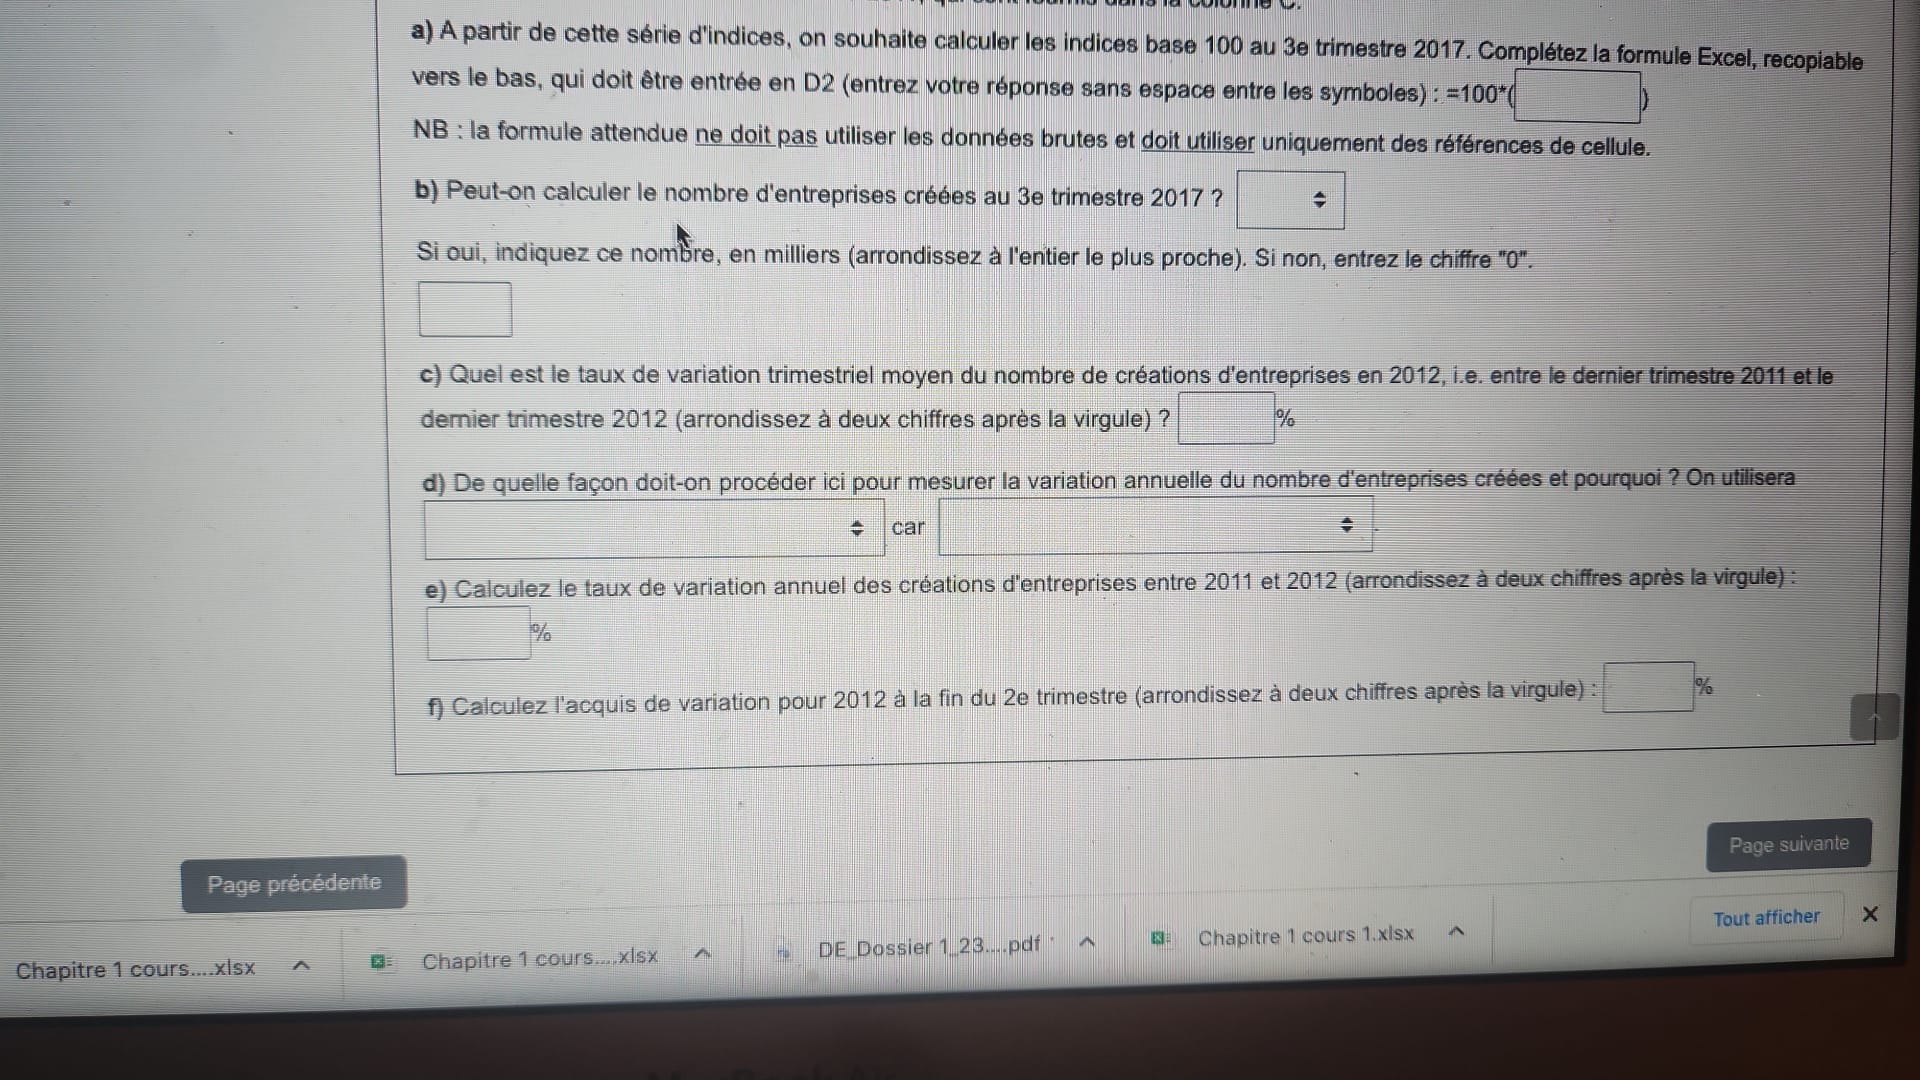 a) A partir de cette série d'indices, on souhaite calculer les indices base 100 au 3e trimestre 2017. Complétez la formule Excel, recopiable
vers le bas, qui doit être entrée en D2 (entrez votre réponse sans espace entre les symboles) : =100*( )
NB : la formule attendue ne doit pas utiliser les données brutes et doit utiliser uniquement des références de cellule.
b) Peut-on calculer le nombre d'entreprises créées au 3e trimestre 2017 ?
Si oui, indiquez ce nombre, en milliers (arrondissez à l'entier le plus proche). Si non, entrez le chiffre "0".
c) Quel est le taux de variation trimestriel moyen du nombre de créations d'entreprises en 2012, i.e. entre le dernier trimestre 2011 et le
dernier trimestre 2012 (arrondissez à deux chiffres après la virgule) ? %
d) De quelle façon doit-on procéder ici pour mesurer la variation annuelle du nombre d'entreprises créées et pourquoi ? On utilisera
car
e) Calculez le taux de variation annuel des créations d'entreprises entre 2011 et 2012 (arrondissez à deux chiffres après la virgule) :
%
f) Calculez l'acquis de variation pour 2012 à la fin du 2e trimestre (arrondissez à deux chiffres après la virgule) : %
Page suivante
Page précédente
Chapitre 1 cours....xlsx Chapitre 1 cours....xlsx DE_Dossier 1_23....pdf Chapitre 1 cours 1.xlsx Tout afficher